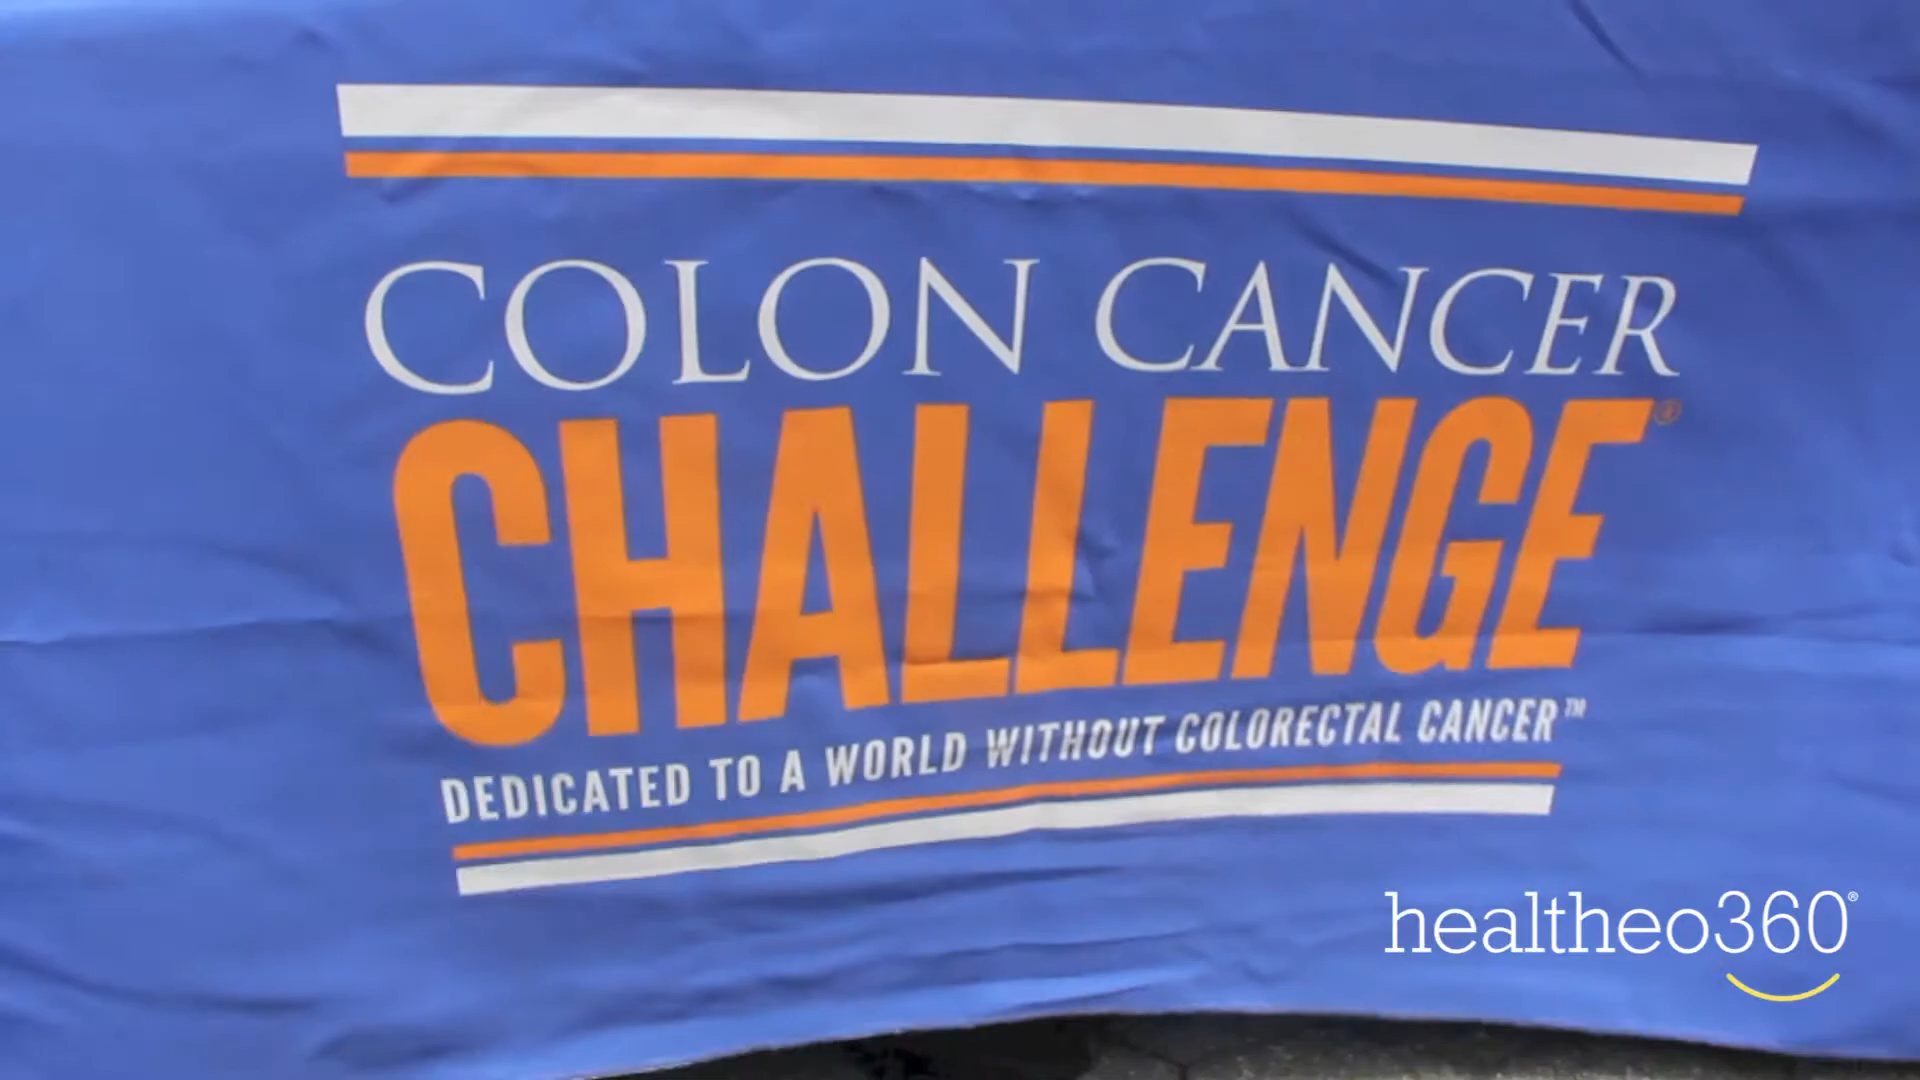 COLON CANCER
CHALLENGE®
DEDICATED TO A WORLD WITHOUT COLORECTAL CANCER™
healtheo360®